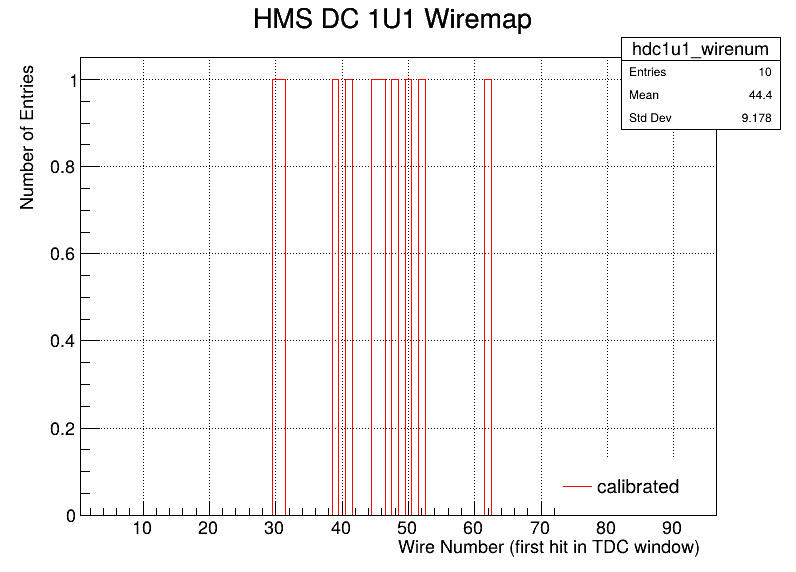 HMS DC 1U1 Wiremap
hdc1u1_wirenum
Entries 10
Mean 44.4
Std Dev 9.178
Number of Entries
1
0.8
0.6
0.4
0.2
0
calibrated
10 20 30 40 50 60 70 80 90
Wire Number (first hit in TDC window)